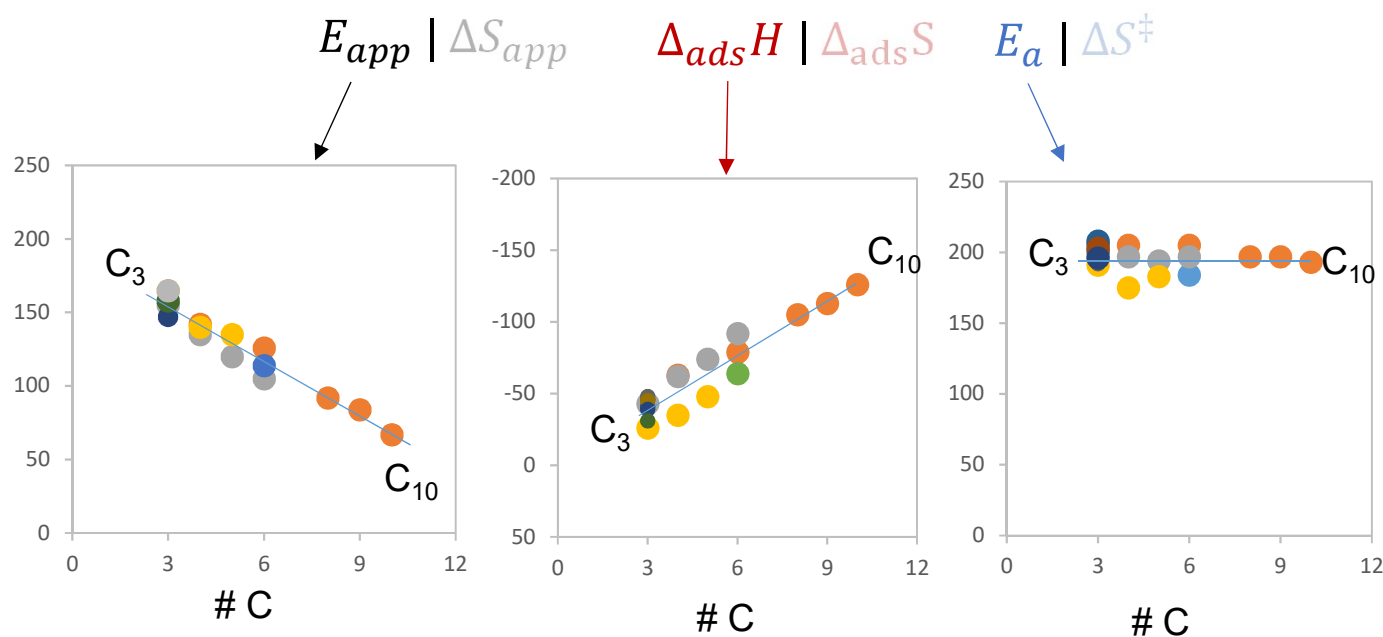 E_app | ΔS_app
Δ_ads H | Δ_ads S
E_a | ΔS^‡
250
200
150
100
50
0
0 3 6 9 12
C₃
C₁₀
# C
-200
-150
-100
-50
0
50
0 3 6 9 12
C₁₀
C₃
# C
250
200
150
100
50
0
0 3 6 9 12
C₃
C₁₀
# C